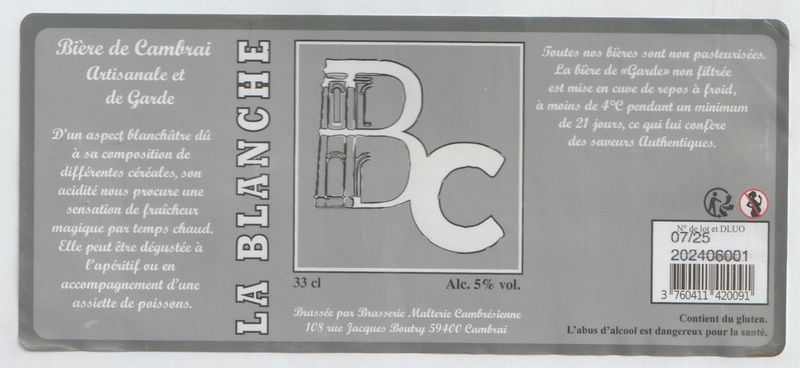 Bière de Cambrai
Artisanale et
de Garde
D'un aspect blanchâtre dû
à sa composition de
différentes céréales, son
acidité nous procure une
sensation de fraîcheur
magique par temps chaud.
Elle peut être dégustée à
l'apéritif ou en
accompagnement d'une
assiette de poissons.
LA BLANCHE
BC
33 cl
Alc. 5% vol.
Brassée par Brasserie Malterie Cambrésienne
108 rue Jacques Boutry 59400 Cambrai
Toutes nos bières sont non pasteurisées.
La bière de «Garde» non filtrée
est mise en cuve de repos à froid,
à moins de 4°C pendant un minimum
de 21 jours, ce qui lui confère
des saveurs Authentiques.
N° de lot et DLUO
07/25
202406001
3 760411 420091
Contient du gluten.
L'abus d'alcool est dangereux pour la santé.